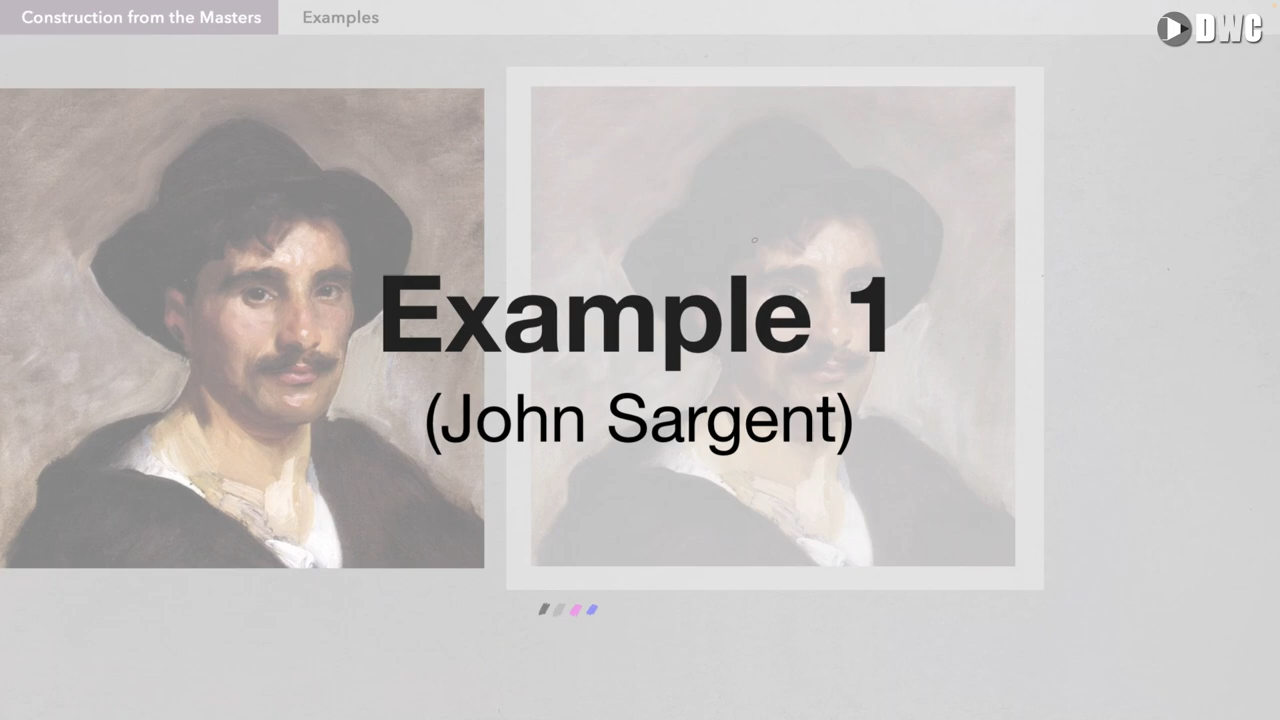 Construction from the Masters
Examples
DWC
Example 1
(John Sargent)